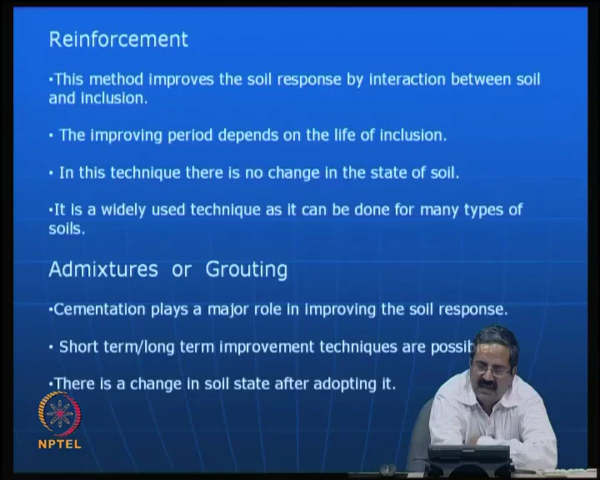 Reinforcement
•This method improves the soil response by interaction between soil
and inclusion.
• The improving period depends on the life of inclusion.
• In this technique there is no change in the state of soil.
•It is a widely used technique as it can be done for many types of
soils.
Admixtures or Grouting
•Cementation plays a major role in improving the soil response.
• Short term/long term improvement techniques are
•There is a change in soil state after adopting it.
NPTEL